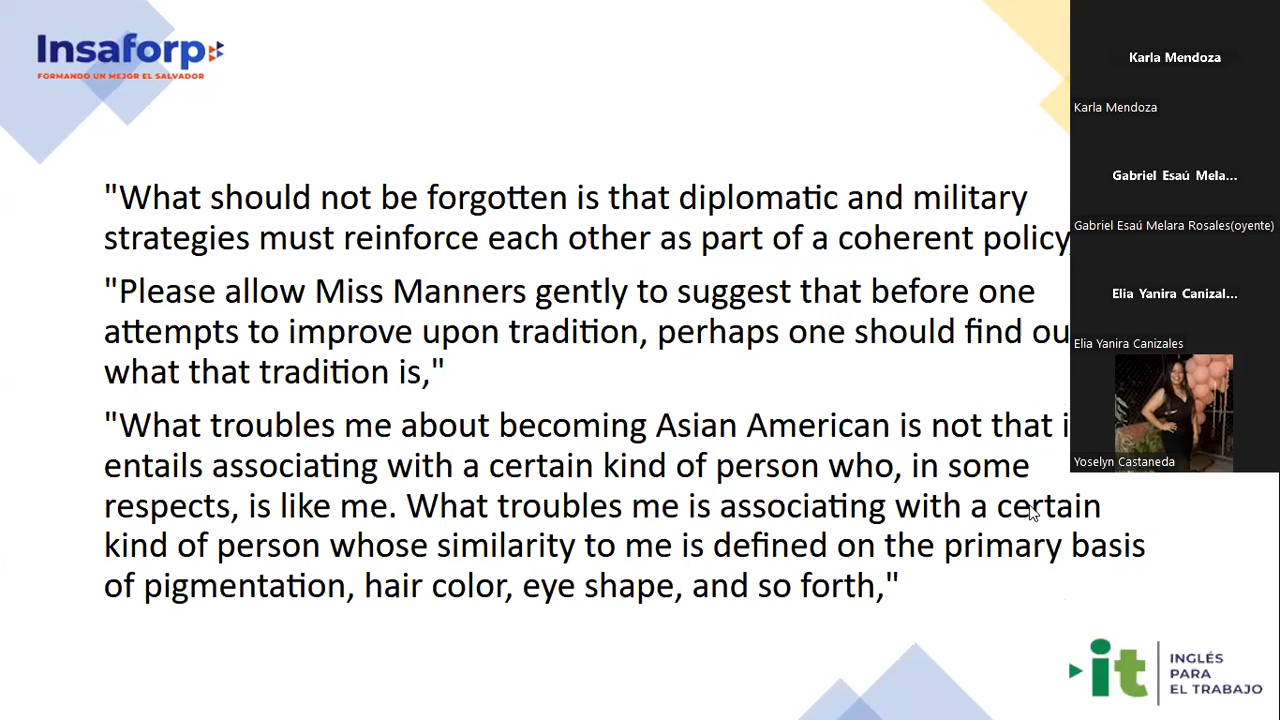 Insaforp
FORMANDO UN MEJOR EL SALVADOR
"What should not be forgotten is that diplomatic and military
strategies must reinforce each other as part of a coherent policy,
"Please allow Miss Manners gently to suggest that before one
attempts to improve upon tradition, perhaps one should find ou
what that tradition is,"
"What troubles me about becoming Asian American is not that i
entails associating with a certain kind of person who, in some
respects, is like me. What troubles me is associating with a certain
kind of person whose similarity to me is defined on the primary basis
of pigmentation, hair color, eye shape, and so forth,"
Karla Mendoza
Karla Mendoza
Gabriel Esaú Mela...
Gabriel Esaú Melara Rosales(oyente)
Elia Yanira Canizal...
Elia Yanira Canizales
Yoselyn Castaneda
it
INGLÉS
PARA
EL TRABAJO